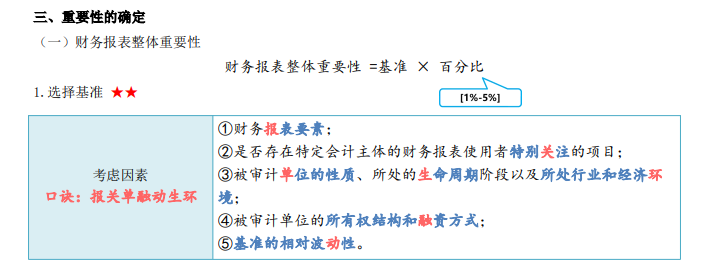 三、重要性的确定
（一）财务报表整体重要性
财务报表整体重要性 =基准 × 百分比
1. 选择基准 ★★
[1%-5%]
考虑因素
口诀：报关单融动生环
①财务报表要素；
②是否存在特定会计主体的财务报表使用者特别关注的项目；
③被审计单位的性质、所处的生命周期阶段以及所处行业和经济环
境；
④被审计单位的所有权结构和融资方式；
⑤基准的相对波动性。